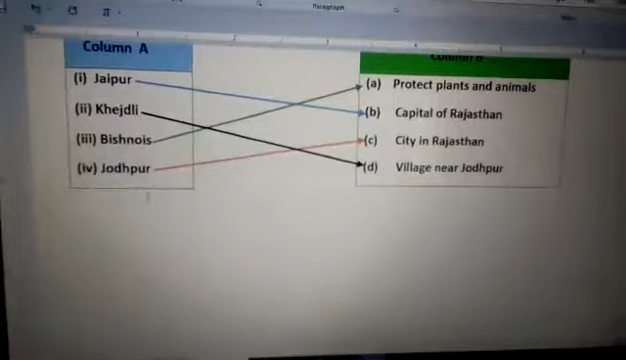 Paragraph
Column A
Column B
(i) Jaipur
(a) Protect plants and animals
(ii) Khejdli
(b) Capital of Rajasthan
(iii) Bishnois
(c) City in Rajasthan
(iv) Jodhpur
(d) Village near Jodhpur